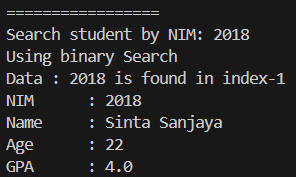 =================
Search student by NIM: 2018
Using binary Search
Data : 2018 is found in index-1
NIM     : 2018
Name    : Sinta Sanjaya
Age     : 22
GPA     : 4.0